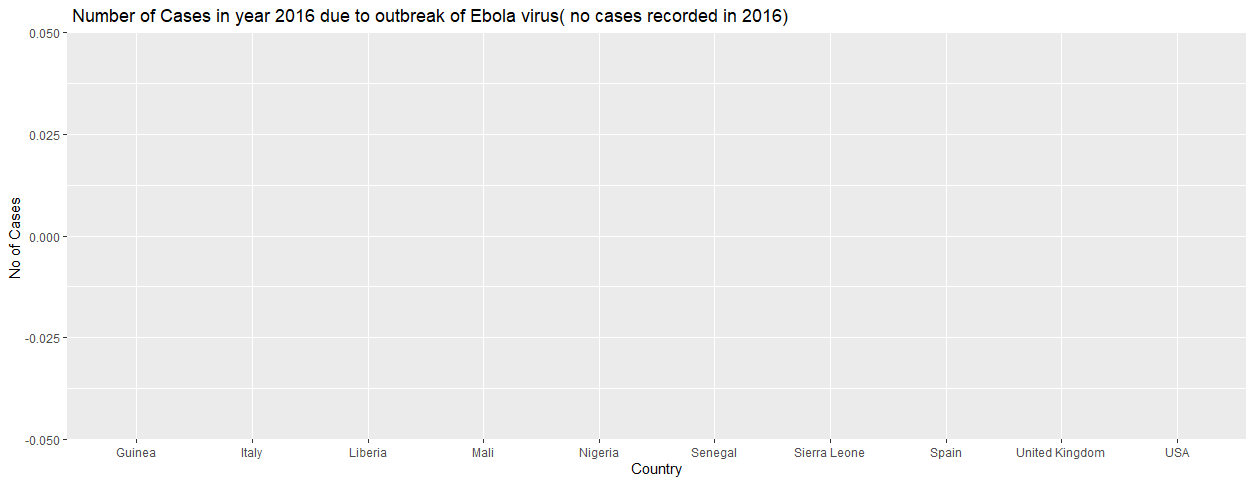 Number of Cases in year 2016 due to outbreak of Ebola virus( no cases recorded in 2016)
0.050
0.025
0.000
-0.025
-0.050
No of Cases
Guinea Italy Liberia Mali Nigeria Senegal Sierra Leone Spain United Kingdom USA
Country